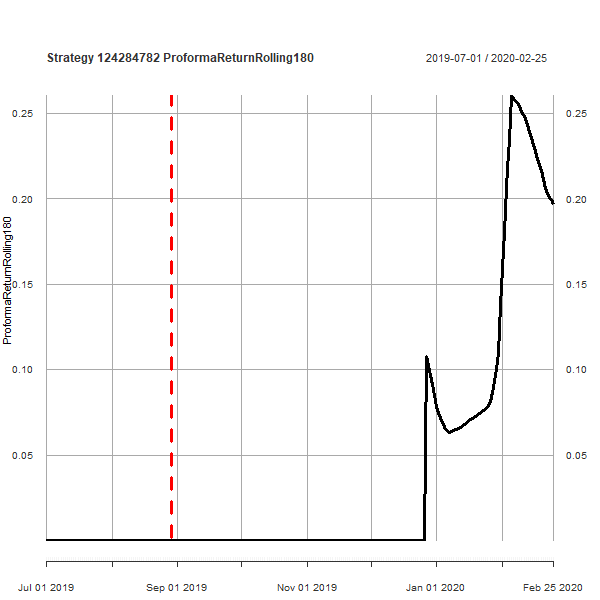 Strategy 124284782 ProformaReturnRolling180
2019-07-01 / 2020-02-25
ProformaReturnRolling180
0.25
0.20
0.15
0.10
0.05
0.25
0.20
0.15
0.10
0.05
Jul 01 2019
Sep 01 2019
Nov 01 2019
Jan 01 2020
Feb 25 2020